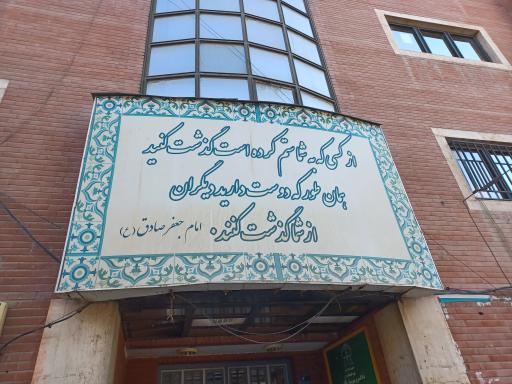 از کسی که به شما ستم کرده است گذشت کنید
همان طور که دوست دارید دیگران
از شما گذشت کنند.
امام جعفر صادق (ع)